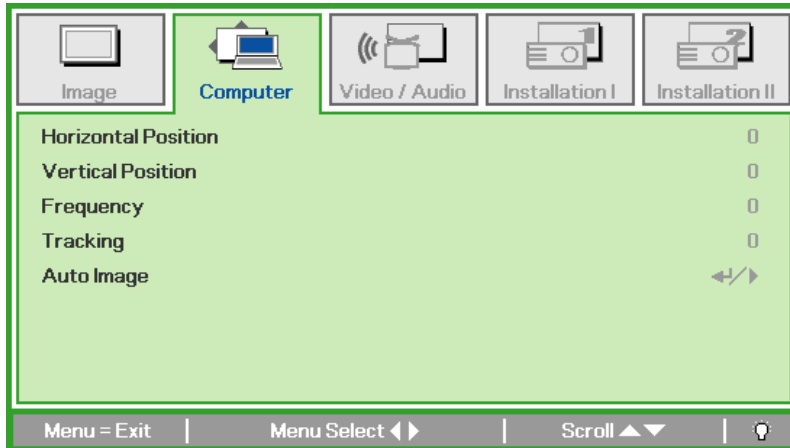 Image
Computer
Video / Audio
Installation I
Installation II
Horizontal Position 0
Vertical Position 0
Frequency 0
Tracking 0
Auto Image
Menu = Exit
Menu Select
Scroll